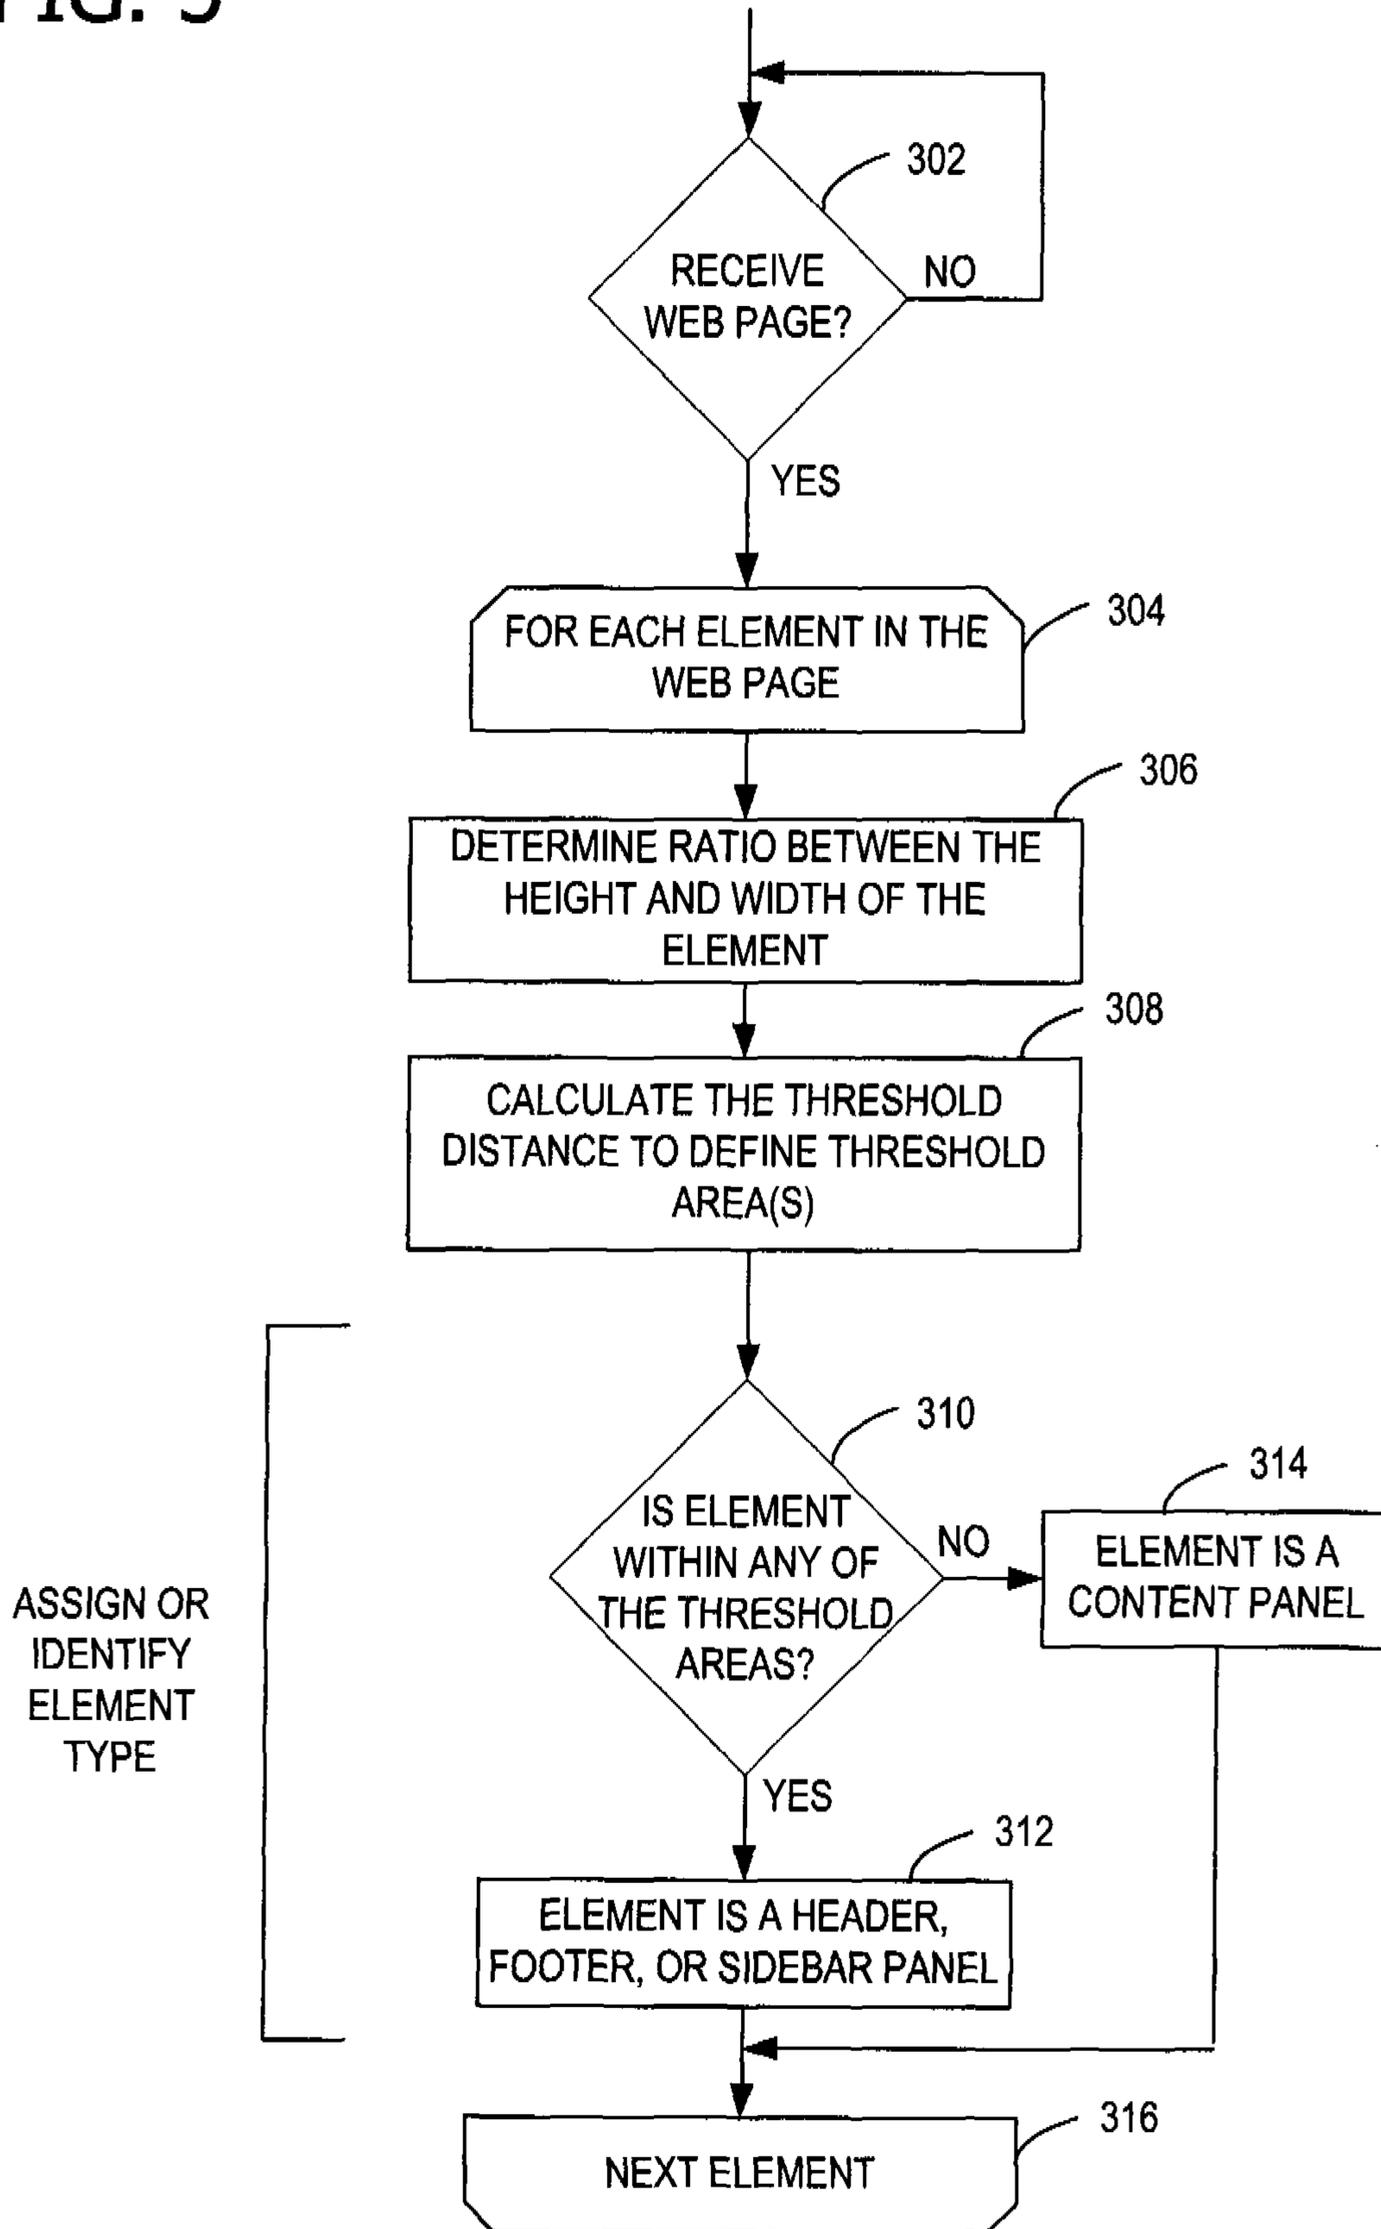 302
RECEIVE
WEB PAGE?
NO
YES
304
FOR EACH ELEMENT IN THE
WEB PAGE
306
DETERMINE RATIO BETWEEN THE
HEIGHT AND WIDTH OF THE
ELEMENT
308
CALCULATE THE THRESHOLD
DISTANCE TO DEFINE THRESHOLD
AREA(S)
310
IS ELEMENT
WITHIN ANY OF
THE THRESHOLD
AREAS?
NO
314
ELEMENT IS A
CONTENT PANEL
ASSIGN OR
IDENTIFY
ELEMENT
TYPE
YES
312
ELEMENT IS A HEADER,
FOOTER, OR SIDEBAR PANEL
316
NEXT ELEMENT